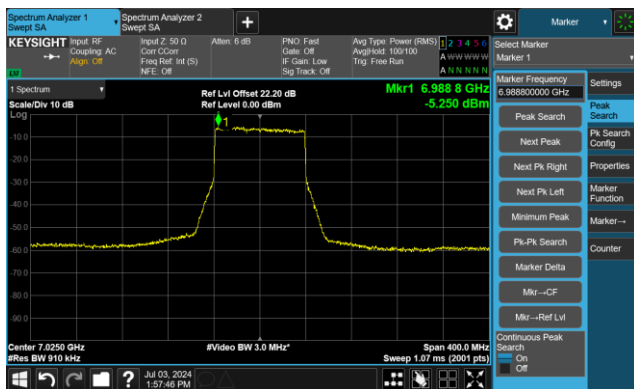 Spectrum Analyzer 1
Swept SA
Spectrum Analyzer 2
Swept SA
Marker
KEYSIGHT
Input: RF
Coupling: AC
Align: Off
Input Z: 50 Ω
Corr CCorr
Freq Ref: Int (S)
NFE: Off
Atten: 6 dB
PNO: Fast
Gate: Off
IF Gain: Low
Sig Track: Off
Avg Type: Power (RMS)
Avg|Hold: 100/100
Trig: Free Run
1 2 3 4 5 6
A W W W W W
A N N N N N
LXI
1 Spectrum
Scale/Div 10 dB
Log
Ref Lvl Offset 22.20 dB
Ref Level 0.00 dBm
Mkr1 6.988 8 GHz
-5.250 dBm
1
-10.0
-20.0
-30.0
-40.0
-50.0
-60.0
-70.0
-80.0
-90.0
Center 7.0250 GHz
#Res BW 910 kHz
#Video BW 3.0 MHz*
Span 400.0 MHz
Sweep 1.07 ms (2001 pts)
Select Marker
Marker 1
Marker Frequency
6.988800000 GHz
Peak Search
Next Peak
Next Pk Right
Next Pk Left
Minimum Peak
Pk-Pk Search
Marker Delta
Mkr→CF
Mkr→Ref Lvl
Continuous Peak
Search
On
Off
Settings
Peak
Search
Pk Search
Config
Properties
Marker
Function
Marker→
Counter
?
Jul 03, 2024
1:57:46 PM